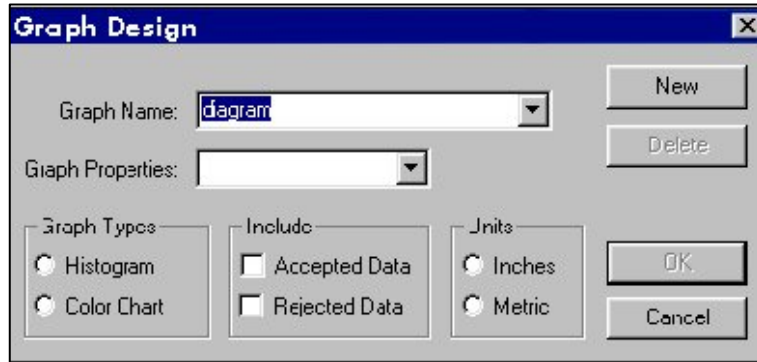 Graph Design
Graph Name: diagram
New
Delete
Graph Properties:
Graph Types
Include
Units
Histogram
Accepted Data
Inches
OK
Color Chart
Rejected Data
Metric
Cancel